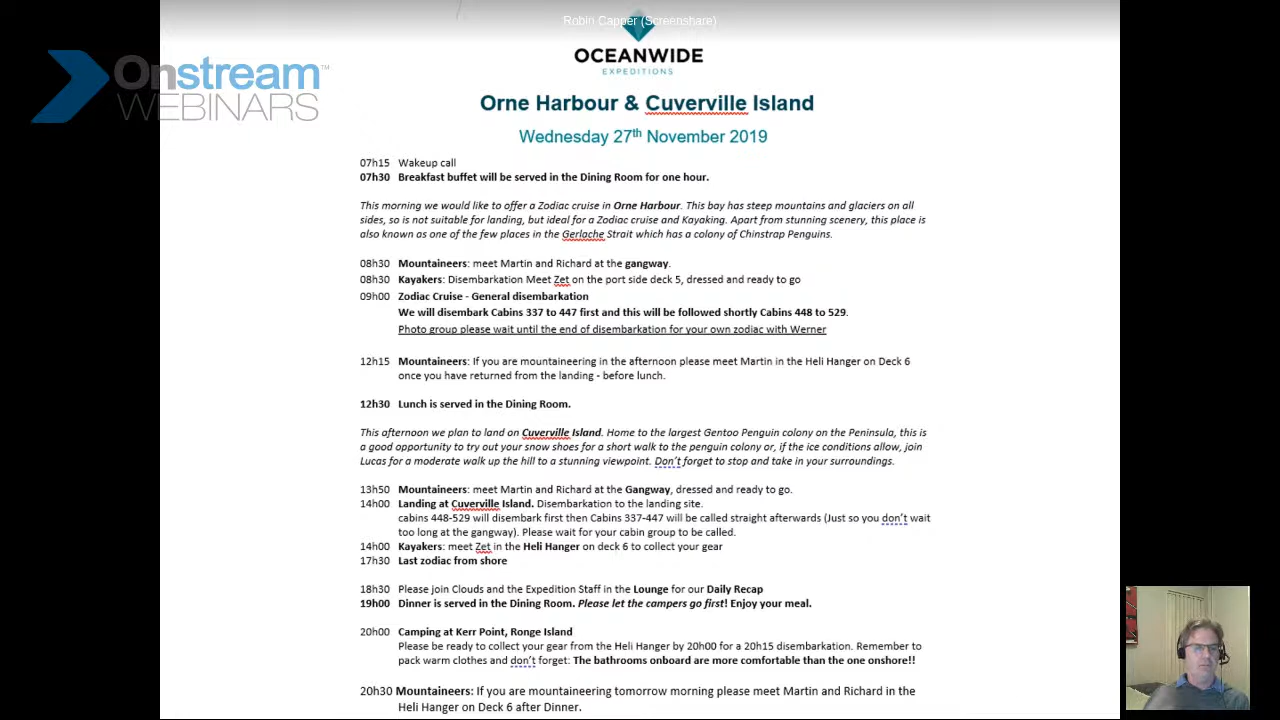 Robin Capper (Screenshare)
Onstream™
WEBINARS
OCEANWIDE
EXPEDITIONS
Orne Harbour & Cuverville Island
Wednesday 27th November 2019
07h15 Wakeup call
07h30 Breakfast buffet will be served in the Dining Room for one hour.
This morning we would like to offer a Zodiac cruise in Orne Harbour. This bay has steep mountains and glaciers on all
sides, so is not suitable for landing, but ideal for a Zodiac cruise and Kayaking. Apart from stunning scenery, this place is
also known as one of the few places in the Gerlache Strait which has a colony of Chinstrap Penguins.
08h30 Mountaineers: meet Martin and Richard at the gangway.
08h30 Kayakers: Disembarkation Meet Zet on the port side deck 5, dressed and ready to go
09h00 Zodiac Cruise - General disembarkation
We will disembark Cabins 337 to 447 first and this will be followed shortly Cabins 448 to 529.
Photo group please wait until the end of disembarkation for your own zodiac with Werner
12h15 Mountaineers: If you are mountaineering in the afternoon please meet Martin in the Heli Hanger on Deck 6
once you have returned from the landing - before lunch.
12h30 Lunch is served in the Dining Room.
This afternoon we plan to land on Cuverville Island. Home to the largest Gentoo Penguin colony on the Peninsula, this is
a good opportunity to try out your snow shoes for a short walk to the penguin colony or, if the ice conditions allow, join
Lucas for a moderate walk up the hill to a stunning viewpoint. Don't forget to stop and take in your surroundings.
13h50 Mountaineers: meet Martin and Richard at the Gangway, dressed and ready to go.
14h00 Landing at Cuverville Island. Disembarkation to the landing site.
cabins 448-529 will disembark first then Cabins 337-447 will be called straight afterwards (Just so you don't wait
too long at the gangway). Please wait for your cabin group to be called.
14h00 Kayakers: meet Zet in the Heli Hanger on deck 6 to collect your gear
17h30 Last zodiac from shore
18h30 Please join Clouds and the Expedition Staff in the Lounge for our Daily Recap
19h00 Dinner is served in the Dining Room. Please let the campers go first! Enjoy your meal.
20h00 Camping at Kerr Point, Ronge Island
Please be ready to collect your gear from the Heli Hanger by 20h00 for a 20h15 disembarkation. Remember to
pack warm clothes and don't forget: The bathrooms onboard are more comfortable than the one onshore!!
20h30 Mountaineers: If you are mountaineering tomorrow morning please meet Martin and Richard in the
Heli Hanger on Deck 6 after Dinner.